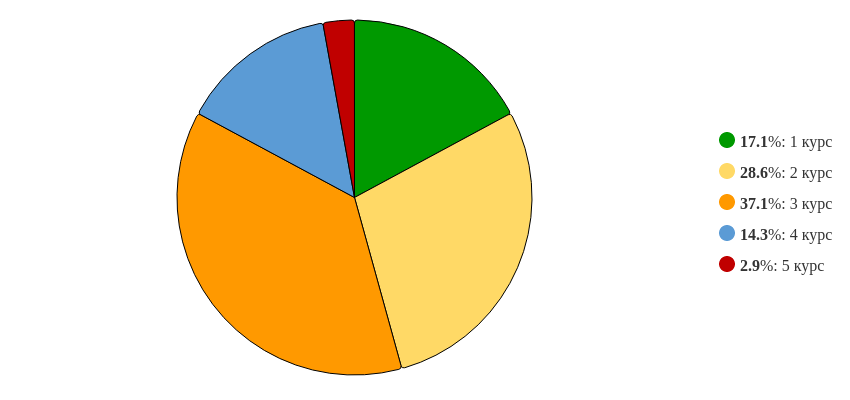 17.1%: 1 курс
28.6%: 2 курс
37.1%: 3 курс
14.3%: 4 курс
2.9%: 5 курс